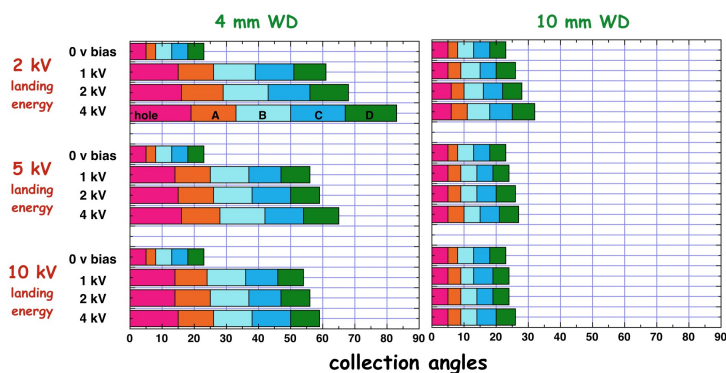 4 mm WD
10 mm WD
2 kV
landing
energy
0 v bias
1 kV
2 kV
4 kV
hole A B C D
5 kV
landing
energy
0 v bias
1 kV
2 kV
4 kV
10 kV
landing
energy
0 v bias
1 kV
2 kV
4 kV
0 10 20 30 40 50 60 70 80 90
0 10 20 30 40 50 60 70 80 90
collection angles